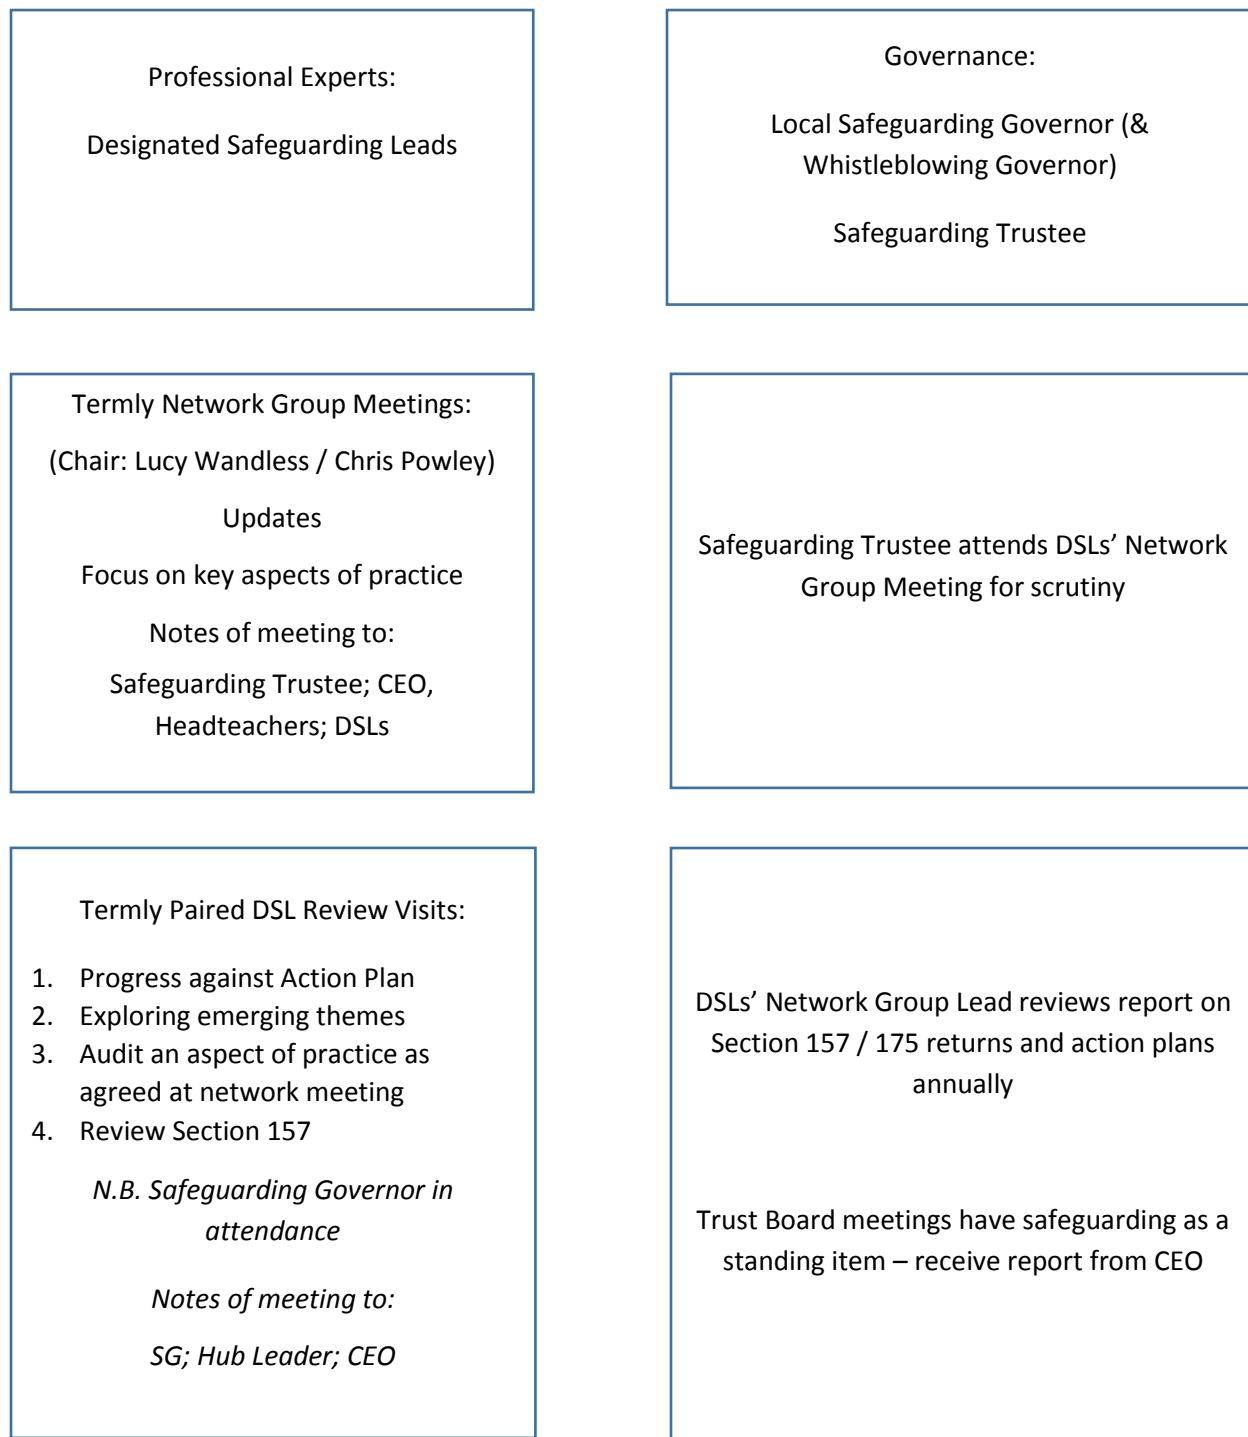 Professional Experts:
Designated Safeguarding Leads
Governance:
Local Safeguarding Governor (&
Whistleblowing Governor)
Safeguarding Trustee
Termly Network Group Meetings:
(Chair: Lucy Wandless / Chris Powley)
Updates
Focus on key aspects of practice
Notes of meeting to:
Safeguarding Trustee; CEO,
Headteachers; DSLs
Safeguarding Trustee attends DSLs’ Network
Group Meeting for scrutiny
Termly Paired DSL Review Visits:
1. Progress against Action Plan
2. Exploring emerging themes
3. Audit an aspect of practice as
agreed at network meeting
4. Review Section 157
N.B. Safeguarding Governor in
attendance
Notes of meeting to:
SG; Hub Leader; CEO
DSLs’ Network Group Lead reviews report on
Section 157 / 175 returns and action plans
annually
Trust Board meetings have safeguarding as a
standing item – receive report from CEO